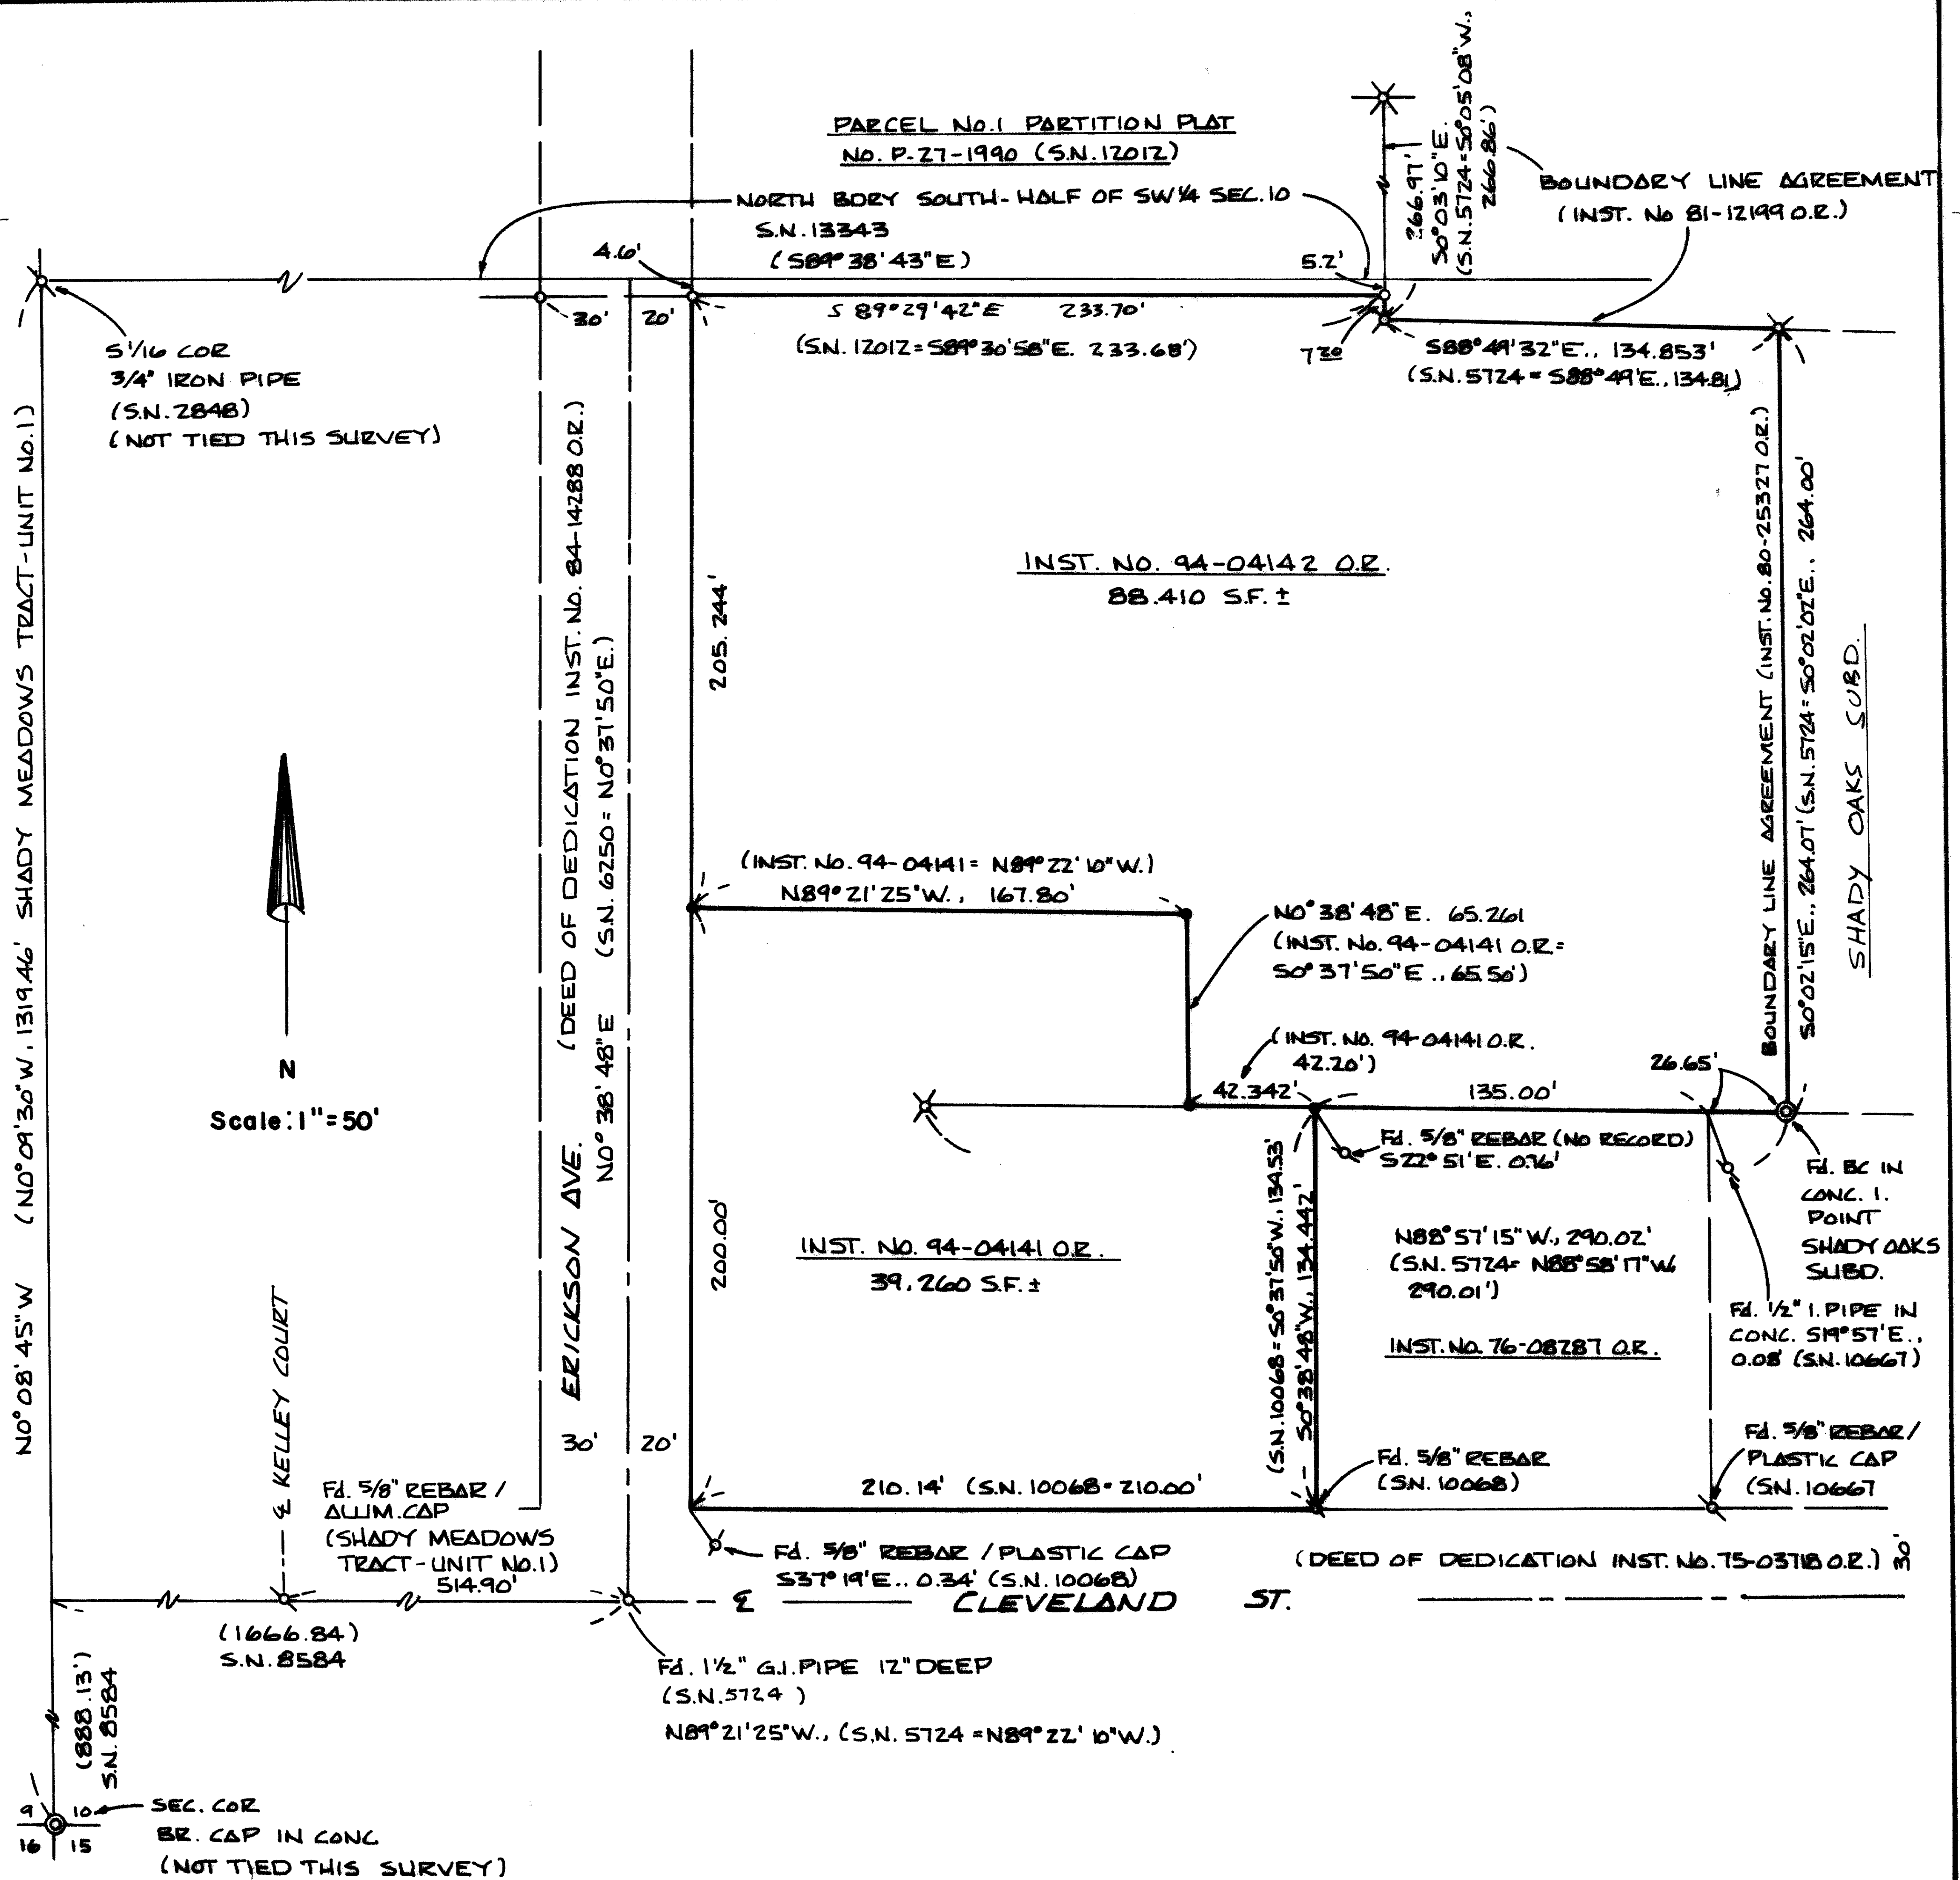 PARCEL No.1 PARTITION PLAT
No. P-27-1990 (S.N.12012)
NORTH BDRY SOUTH-HALF OF SW 1/4 SEC.10
S.N.13343
(S89°38'43"E)
4.6'
5.2'
266.97'
S0°03'10"E.
(S.N.5724=S0°05'08"W.,
266.86')
BOUNDARY LINE AGREEMENT
(INST. No 81-12199 O.R.)
30'
20'
S 89°29'42"E 233.70'
(S.N. 12012=S89°30'58"E. 233.68')
7.20
S88°49'32"E., 134.853'
(S.N. 5724 = S88°49'E., 134.81)
S 1/16 COR
3/4" IRON PIPE
(S.N. 2848)
(NOT TIED THIS SURVEY)
N0°08'45"W (N0°09'30"W, 1319.46' SHADY MEADOWS TRACT-UNIT No.1)
(DEED OF DEDICATION INST. No. 84-14288 O.R.)
N0°38'48"E (S.N. 6250 = N0°37'50"E.)
ERICKSON AVE.
205.244'
INST. NO. 94-04142 O.R.
88.410 S.F. ±
BOUNDARY LINE AGREEMENT (INST. No. 80-25327 O.R.)
S0°02'15"E., 264.07' (S.N. 5724 = S0°02'02"E., 264.00'
SHADY OAKS SUBD.
N
Scale: 1"=50'
(INST. No. 94-04141 = N89°22'10"W.)
N89°21'25"W., 167.80'
N0°38'48"E. 65.261
(INST. No. 94-04141 O.R. =
S0°37'50"E., 65.50')
(INST. NO. 94-04141 O.R.
42.20')
42.342'
135.00'
26.65'
Fd. 5/8" REBAR (NO RECORD)
S22°51'E. 0.76'
Fd. BC IN
CONC. I.
POINT
SHADY OAKS
SUBD.
200.00'
INST. NO. 94-04141 O.R.
39.260 S.F. ±
(S.N. 10068 = S0°37'50"W., 134.53'
S0°38'48"W., 134.442'
N88°57'15"W., 290.02'
(S.N. 5724 = N88°58'17"W.
290.01')
INST. NO. 76-08287 O.R.
Fd. 1/2" I. PIPE IN
CONC. S19°57'E.,
0.08' (S.N. 10667)
℄ KELLEY COURT
30'
20'
Fd. 5/8" REBAR /
ALUM. CAP
(SHADY MEADOWS
TRACT-UNIT NO.1)
514.90'
210.14' (S.N. 10068 = 210.00'
Fd. 5/8" REBAR
(S.N. 10068)
Fd. 5/8" REBAR /
PLASTIC CAP
(S.N. 10667
Fd. 5/8" REBAR / PLASTIC CAP
S37°19'E., 0.34' (S.N. 10068)
(DEED OF DEDICATION INST. No. 75-03718 O.R.) 30'
℄ CLEVELAND ST.
(1666.84)
S.N. 8584
(888.13')
S.N. 8584
Fd. 1 1/2" G.I. PIPE 12" DEEP
(S.N. 5724)
N89°21'25"W., (S.N. 5724 = N89°22'10"W.)
9 10
16 15
SEC. COR
BR. CAP IN CONC
(NOT TIED THIS SURVEY)